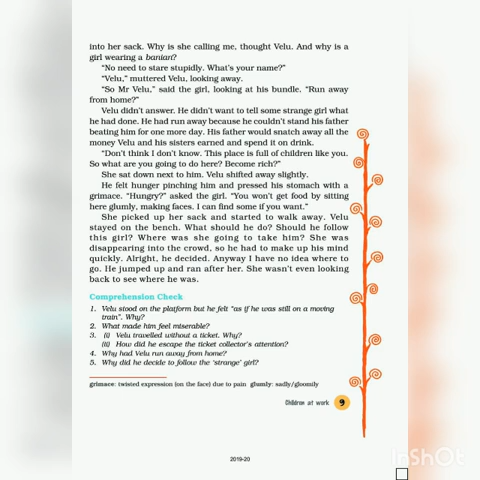 into her sack. Why is she calling me, thought Velu. And why is a
girl wearing a banian?
"No need to stare stupidly. What's your name?"
"Velu," muttered Velu, looking away.
"So Mr Velu," said the girl, looking at his bundle. "Run away
from home?"
Velu didn't answer. He didn't want to tell some strange girl what
he had done. He had run away because he couldn't stand his father
beating him for one more day. His father would snatch away all the
money Velu and his sisters earned and spend it on drink.
"Don't think I don't know. This place is full of children like you.
So what are you going to do here? Become rich?"
She sat down next to him. Velu shifted away slightly.
He felt hunger pinching him and pressed his stomach with a
grimace. "Hungry?" asked the girl. "You won't get food by sitting
here glumly, making faces. I can find some if you want."
She picked up her sack and started to walk away. Velu
stayed on the bench. What should he do? Should he follow
this girl? Where was she going to take him? She was
disappearing into the crowd, so he had to make up his mind
quickly. Alright, he decided. Anyway I have no idea where to
go. He jumped up and ran after her. She wasn't even looking
back to see where he was.
Comprehension Check
1. Velu stood on the platform but he felt "as if he was still on a moving
train". Why?
2. What made him feel miserable?
3. (i) Velu travelled without a ticket. Why?
(ii) How did he escape the ticket collector's attention?
4. Why had Velu run away from home?
5. Why did he decide to follow the 'strange' girl?
grimace: twisted expression (on the face) due to pain glumly: sadly/gloomily
Children at work 9
2019-20
InShOt